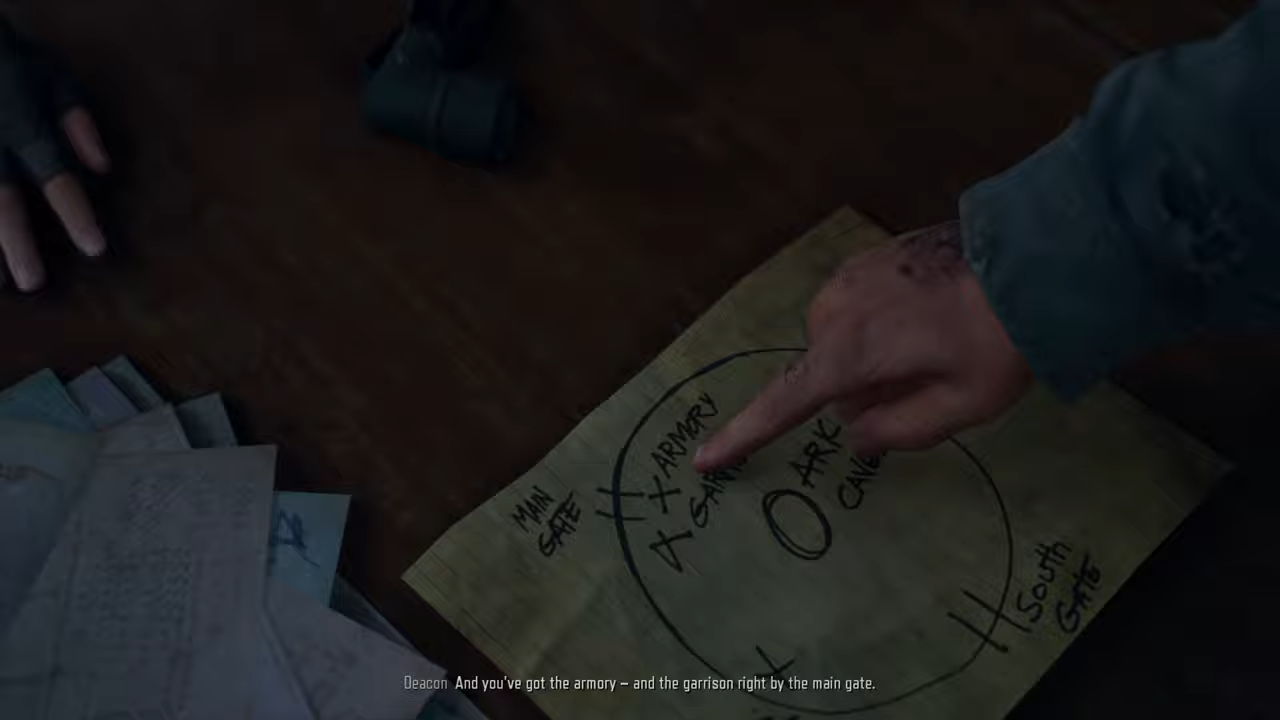 ARMORY
ARK
MAIN
GATE
South
GATE
Deacon And you've got the armory – and the garrison right by the main gate.